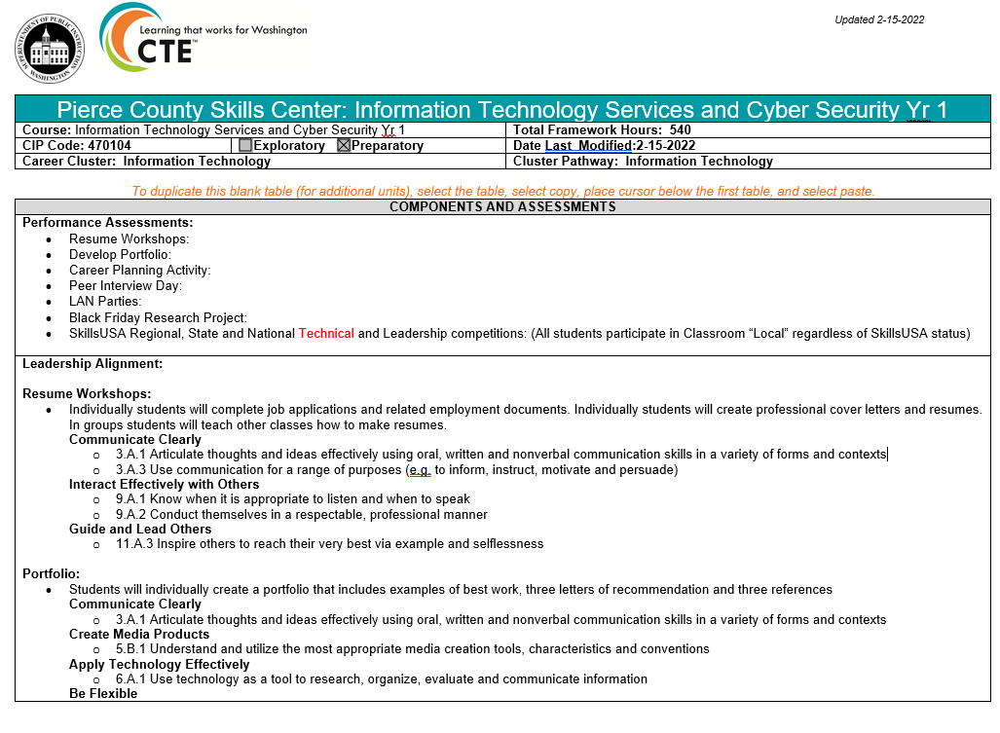 Updated 2-15-2022
SUPERINTENDENT OF PUBLIC INSTRUCTION
WASHINGTON
Learning that works for Washington
CTE™
Pierce County Skills Center: Information Technology Services and Cyber Security Yr 1
Course: Information Technology Services and Cyber Security Yr 1
Total Framework Hours: 540
CIP Code: 470104
Exploratory
Preparatory
Date Last Modified:2-15-2022
Career Cluster: Information Technology
Cluster Pathway: Information Technology
To duplicate this blank table (for additional units), select the table, select copy, place cursor below the first table, and select paste.
COMPONENTS AND ASSESSMENTS
Performance Assessments:
• Resume Workshops:
• Develop Portfolio:
• Career Planning Activity:
• Peer Interview Day:
• LAN Parties:
• Black Friday Research Project:
• SkillsUSA Regional, State and National Technical and Leadership competitions: (All students participate in Classroom “Local” regardless of SkillsUSA status)
Leadership Alignment:
Resume Workshops:
• Individually students will complete job applications and related employment documents. Individually students will create professional cover letters and resumes.
In groups students will teach other classes how to make resumes.
Communicate Clearly
o 3.A.1 Articulate thoughts and ideas effectively using oral, written and nonverbal communication skills in a variety of forms and contexts
o 3.A.3 Use communication for a range of purposes (e.g. to inform, instruct, motivate and persuade)
Interact Effectively with Others
o 9.A.1 Know when it is appropriate to listen and when to speak
o 9.A.2 Conduct themselves in a respectable, professional manner
Guide and Lead Others
o 11.A.3 Inspire others to reach their very best via example and selflessness
Portfolio:
• Students will individually create a portfolio that includes examples of best work, three letters of recommendation and three references
Communicate Clearly
o 3.A.1 Articulate thoughts and ideas effectively using oral, written and nonverbal communication skills in a variety of forms and contexts
Create Media Products
o 5.B.1 Understand and utilize the most appropriate media creation tools, characteristics and conventions
Apply Technology Effectively
o 6.A.1 Use technology as a tool to research, organize, evaluate and communicate information
Be Flexible